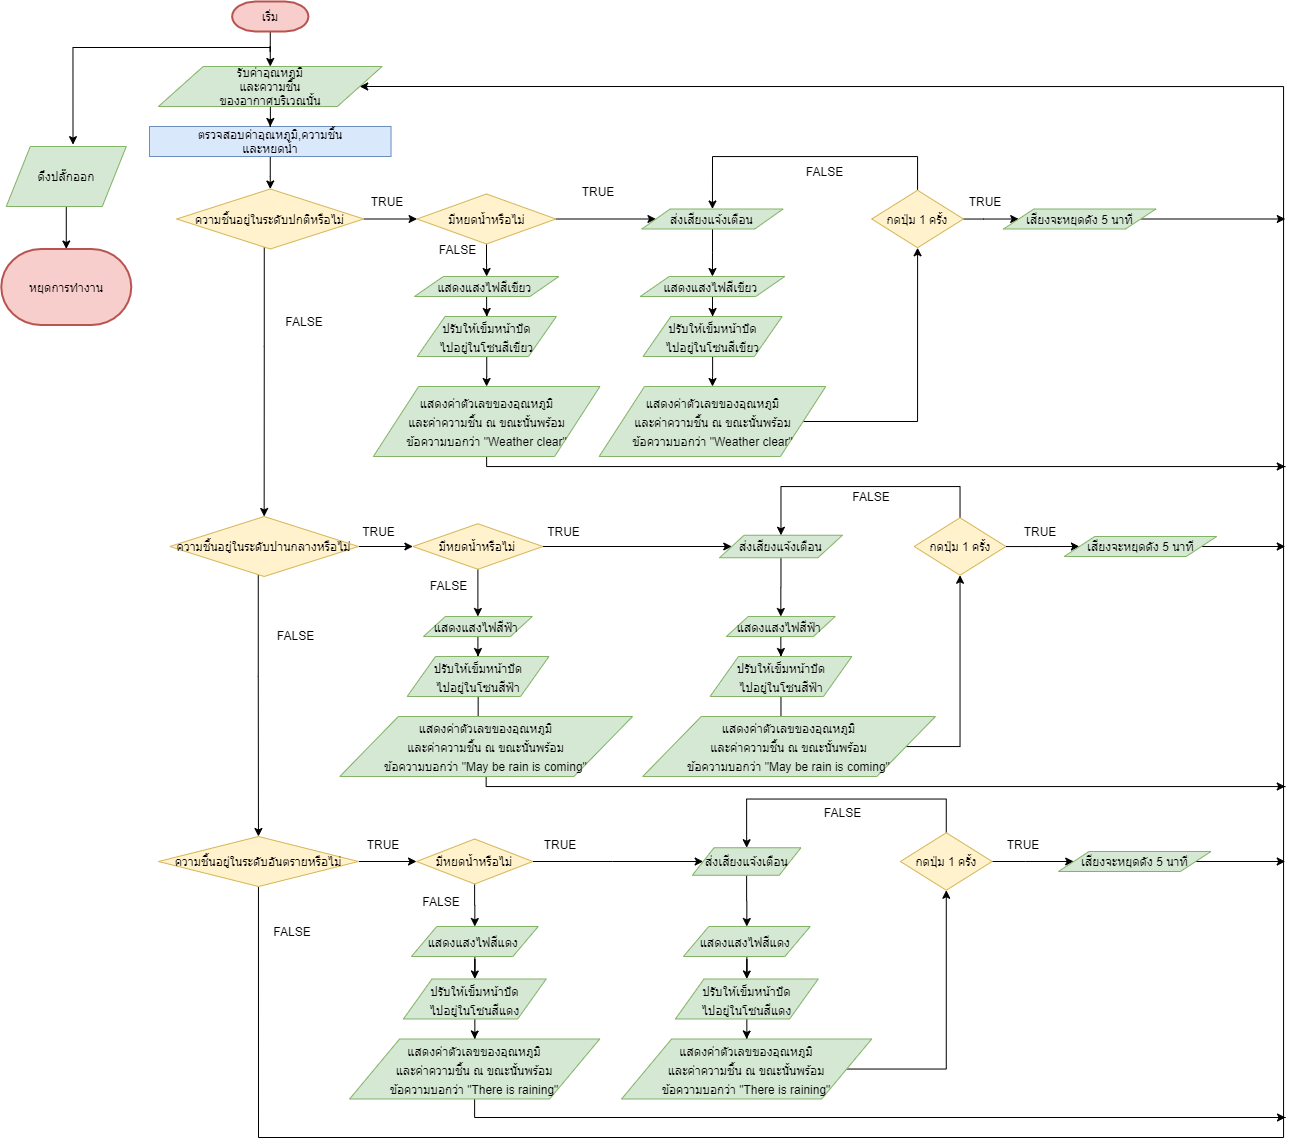 เริ่ม
รับค่าอุณหภูมิ
และความชื้น
ของอากาศบริเวณนั้น
ตรวจสอบค่าอุณหภูมิ,ความชื้น
และหยดน้ำ
ดึงปลั๊กออก
หยุดการทำงาน
ความชื้นอยู่ในระดับปกติหรือไม่
TRUE
มีหยดน้ำหรือไม่
TRUE
ส่งเสียงแจ้งเตือน
FALSE
กดปุ่ม 1 ครั้ง
TRUE
เสียงจะหยุดดัง 5 นาที
FALSE
FALSE
แสดงแสงไฟสีเขียว
ปรับให้เข็มหน้าปัด
ไปอยู่ในโซนสีเขียว
แสดงค่าตัวเลขของอุณหภูมิ
และค่าความชื้น ณ ขณะนั้นพร้อม
ข้อความบอกว่า "Weather clear"
แสดงแสงไฟสีเขียว
ปรับให้เข็มหน้าปัด
ไปอยู่ในโซนสีเขียว
แสดงค่าตัวเลขของอุณหภูมิ
และค่าความชื้น ณ ขณะนั้นพร้อม
ข้อความบอกว่า "Weather clear"
ความชื้นอยู่ในระดับปานกลางหรือไม่
TRUE
มีหยดน้ำหรือไม่
TRUE
ส่งเสียงแจ้งเตือน
FALSE
กดปุ่ม 1 ครั้ง
TRUE
เสียงจะหยุดดัง 5 นาที
FALSE
FALSE
แสดงแสงไฟสีฟ้า
ปรับให้เข็มหน้าปัด
ไปอยู่ในโซนสีฟ้า
แสดงค่าตัวเลขของอุณหภูมิ
และค่าความชื้น ณ ขณะนั้นพร้อม
ข้อความบอกว่า "May be rain is coming"
แสดงแสงไฟสีฟ้า
ปรับให้เข็มหน้าปัด
ไปอยู่ในโซนสีฟ้า
แสดงค่าตัวเลขของอุณหภูมิ
และค่าความชื้น ณ ขณะนั้นพร้อม
ข้อความบอกว่า "May be rain is coming"
ความชื้นอยู่ในระดับอันตรายหรือไม่
TRUE
มีหยดน้ำหรือไม่
TRUE
ส่งเสียงแจ้งเตือน
FALSE
กดปุ่ม 1 ครั้ง
TRUE
เสียงจะหยุดดัง 5 นาที
FALSE
FALSE
แสดงแสงไฟสีแดง
ปรับให้เข็มหน้าปัด
ไปอยู่ในโซนสีแดง
แสดงค่าตัวเลขของอุณหภูมิ
และค่าความชื้น ณ ขณะนั้นพร้อม
ข้อความบอกว่า "There is raining"
แสดงแสงไฟสีแดง
ปรับให้เข็มหน้าปัด
ไปอยู่ในโซนสีแดง
แสดงค่าตัวเลขของอุณหภูมิ
และค่าความชื้น ณ ขณะนั้นพร้อม
ข้อความบอกว่า "There is raining"